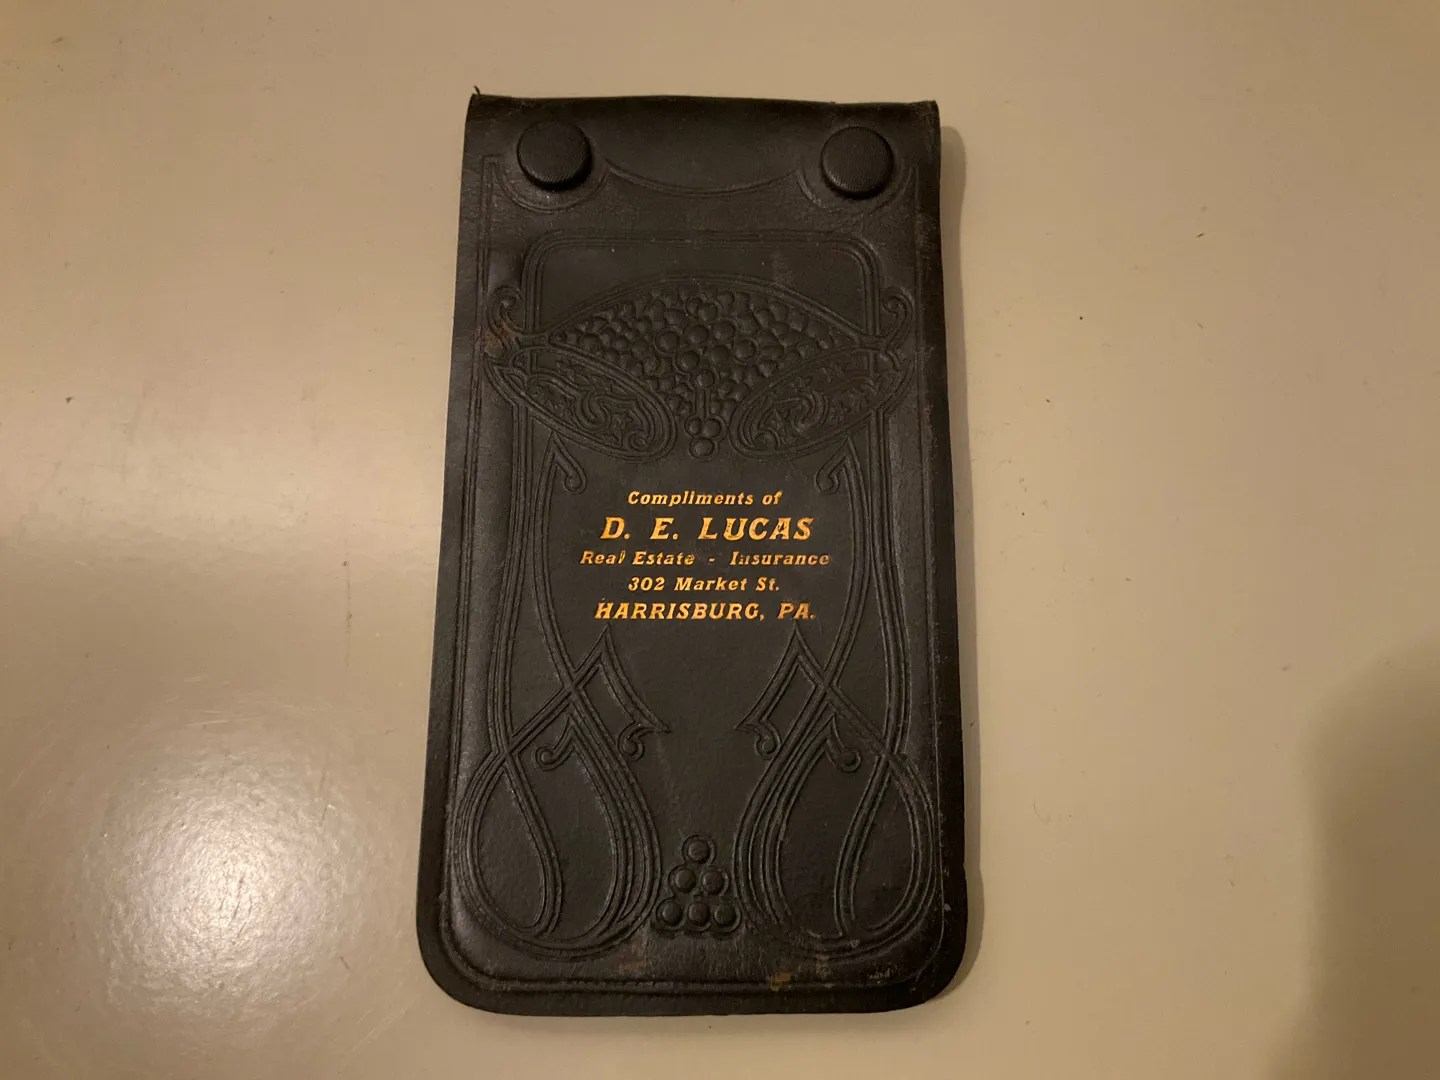 Compliments of
D. E. LUCAS
Real Estate - Insurance
302 Market St.
HARRISBURG, PA.